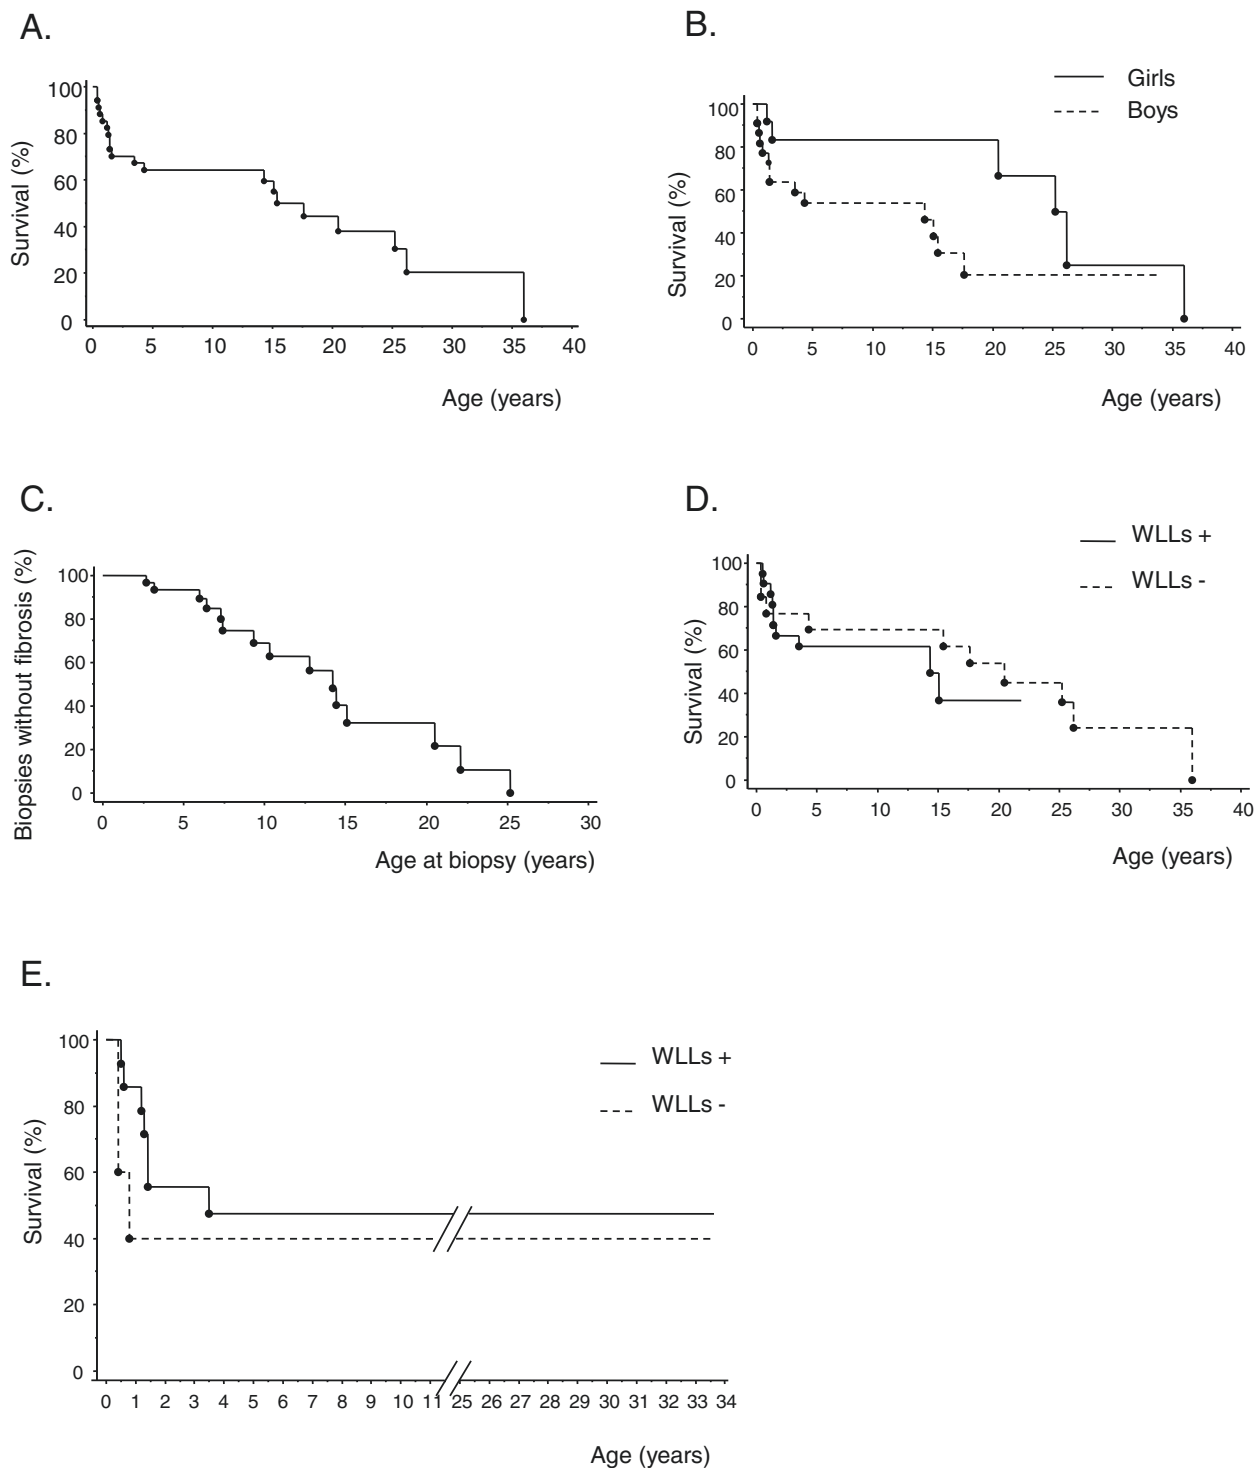 A.
100
80
60
40
20
0
Survival (%)
0 5 10 15 20 25 30 35 40
Age (years)
B.
Girls
Boys
100
80
60
40
20
0
Survival (%)
0 5 10 15 20 25 30 35 40
Age (years)
C.
100
80
60
40
20
0
Biopsies without fibrosis (%)
0 5 10 15 20 25 30
Age at biopsy (years)
D.
WLLs +
WLLs -
100
80
60
40
20
0
Survival (%)
0 5 10 15 20 25 30 35 40
Age (years)
E.
WLLs +
WLLs -
100
80
60
40
20
0
Survival (%)
0 1 2 3 4 5 6 7 8 9 10 11 25 26 27 28 29 30 31 32 33 34
Age (years)